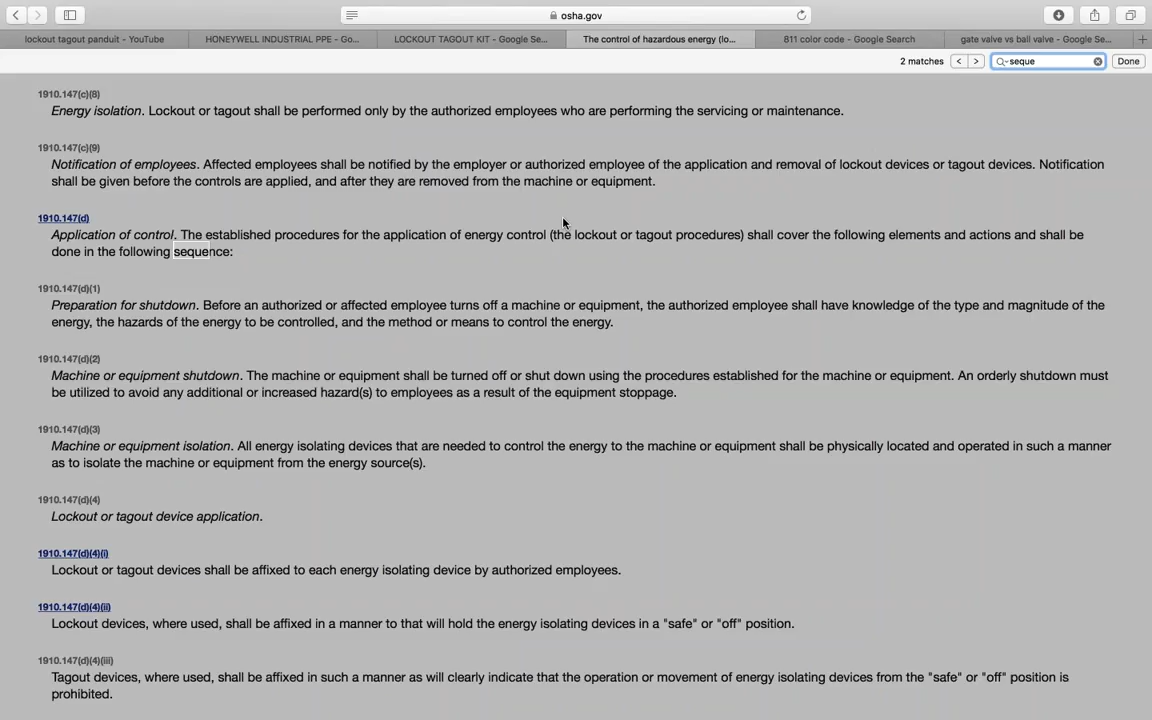 osha.gov
lockout tagout panduit - YouTube
HONEYWELL INDUSTRIAL PPE - Go...
LOCKOUT TAGOUT KIT - Google Se...
The control of hazardous energy (lo...
811 color code - Google Search
gate valve vs ball valve - Google Se...
2 matches
seque
Done
1910.147(c)(8)
Energy isolation. Lockout or tagout shall be performed only by the authorized employees who are performing the servicing or maintenance.
1910.147(c)(9)
Notification of employees. Affected employees shall be notified by the employer or authorized employee of the application and removal of lockout devices or tagout devices. Notification
shall be given before the controls are applied, and after they are removed from the machine or equipment.
1910.147(d)
Application of control. The established procedures for the application of energy control (the lockout or tagout procedures) shall cover the following elements and actions and shall be
done in the following sequence:
1910.147(d)(1)
Preparation for shutdown. Before an authorized or affected employee turns off a machine or equipment, the authorized employee shall have knowledge of the type and magnitude of the
energy, the hazards of the energy to be controlled, and the method or means to control the energy.
1910.147(d)(2)
Machine or equipment shutdown. The machine or equipment shall be turned off or shut down using the procedures established for the machine or equipment. An orderly shutdown must
be utilized to avoid any additional or increased hazard(s) to employees as a result of the equipment stoppage.
1910.147(d)(3)
Machine or equipment isolation. All energy isolating devices that are needed to control the energy to the machine or equipment shall be physically located and operated in such a manner
as to isolate the machine or equipment from the energy source(s).
1910.147(d)(4)
Lockout or tagout device application.
1910.147(d)(4)(i)
Lockout or tagout devices shall be affixed to each energy isolating device by authorized employees.
1910.147(d)(4)(ii)
Lockout devices, where used, shall be affixed in a manner to that will hold the energy isolating devices in a "safe" or "off" position.
1910.147(d)(4)(iii)
Tagout devices, where used, shall be affixed in such a manner as will clearly indicate that the operation or movement of energy isolating devices from the "safe" or "off" position is
prohibited.